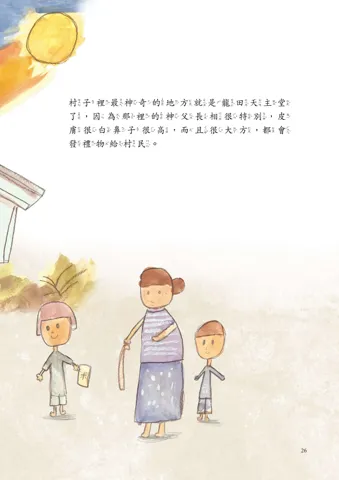 村子裡最神奇的地方就是龍田天主堂
了，因為那裡的神父長相很特別，皮
膚很白鼻子很高，而且很大方，都會
發禮物給村民。
26